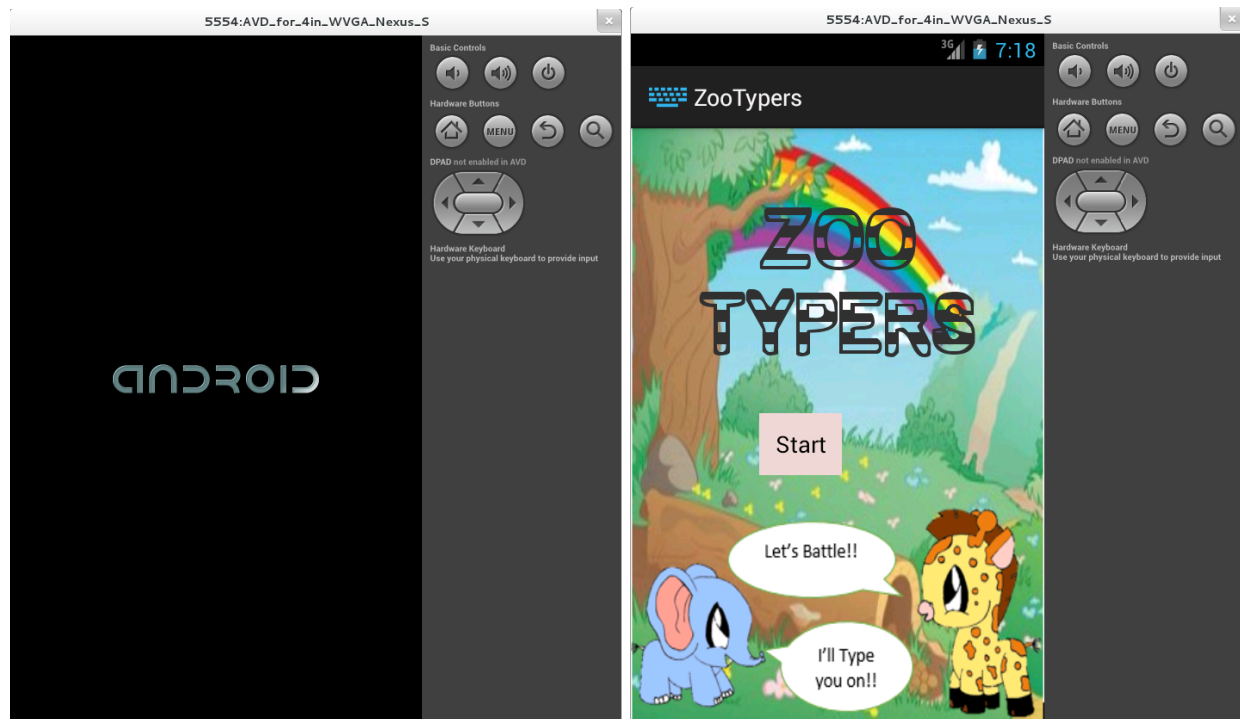 5554:AVD_for_4in_WVGA_Nexus_S
Basic Controls
Hardware Buttons
MENU
DPAD not enabled in AVD
Hardware Keyboard
Use your physical keyboard to provide input
ANDROID
5554:AVD_for_4in_WVGA_Nexus_S
3G 7:18
ZooTypers
ZOO
TYPERS
Start
Let's Battle!!
I'll Type
you on!!
Basic Controls
Hardware Buttons
MENU
DPAD not enabled in AVD
Hardware Keyboard
Use your physical keyboard to provide input